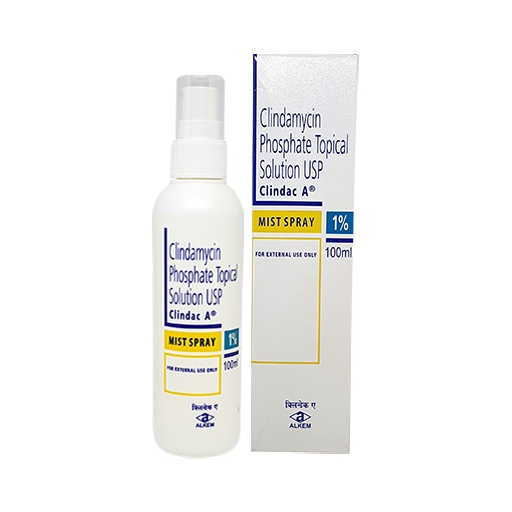 Clindamycin
Phosphate Topical
Solution USP
Clindac A®
MIST SPRAY 1%
FOR EXTERNAL USE ONLY 100ml
क्लिनडेक ए
a
ALKEM
Clindamycin
Phosphate Topical
Solution USP
Clindac A®
MIST SPRAY 1%
FOR EXTERNAL USE ONLY 100ml
क्लिनडेक ए
a
ALKEM